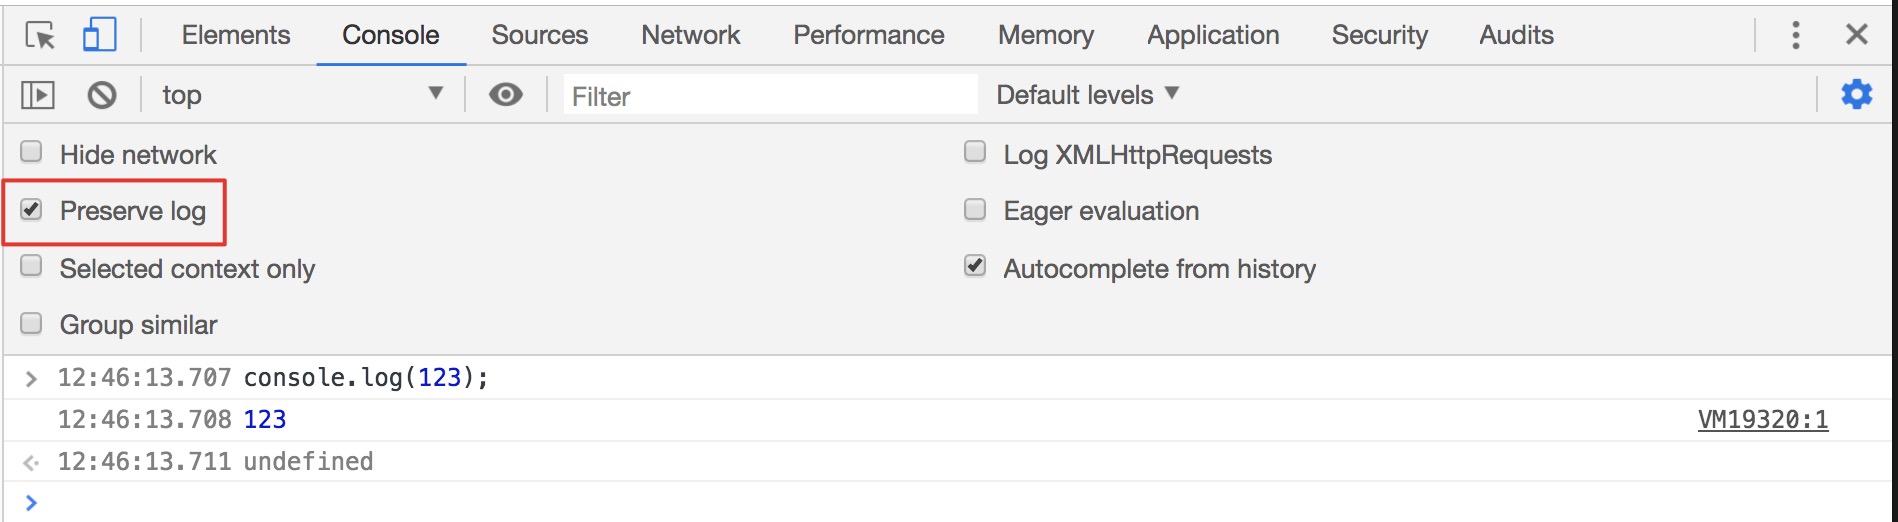 Elements Console Sources Network Performance Memory Application Security Audits
top Filter Default levels
Hide network Log XMLHttpRequests
Preserve log Eager evaluation
Selected context only Autocomplete from history
Group similar
12:46:13.707 console.log(123);
12:46:13.708 123 VM19320:1
12:46:13.711 undefined